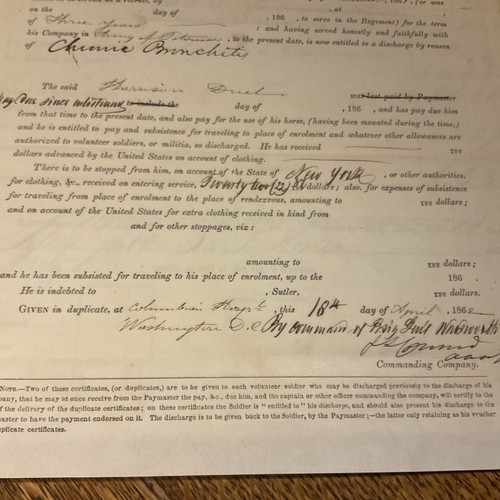 on the day of , 186 , to serve in the Regiment) for the term
of Three Years ; and having served honestly and faithfully with
his Company in Army of Potomac , to the present date, is now entitled to a discharge by reason
of Chronic Bronchitis
The said Harrison was last paid by Paymaster
Pay due since enlistment to include the day of , 186 , and has pay due him
from that time to the present date, and also pay for the use of his horse, (having been mounted during the time,)
and he is entitled to pay and subsistence for traveling to place of enrolment and whatever other allowances are
authorized to volunteer soldiers, or militia, so discharged. He has received
dollars advanced by the United States on account of clothing.
There is to be stopped from him, on account of the State of New York , or other authorities,
for clothing, &c., received on entering service, Twenty two (22) dollars; also, for expenses of subsistence
for traveling from place of enrolment to the place of rendezvous, amounting to dollars;
and on account of the United States for extra clothing received in kind from
and for other stoppages, viz:
amounting to dollars;
and he has been subsisted for traveling to his place of enrolment, up to the 186
He is indebted to , Sutler, dollars.
GIVEN in duplicate, at Columbian , this 18th day of April , 1862
Washington D.C. By command of Brig Genl Wadsworth
Commanding Company.
NOTE.—Two of those certificates, (or duplicates,) are to be given to each volunteer soldier who may be discharged previously to the discharge of his
pany, that he may at once receive from the Paymaster the pay, &c., due him, and the captain or other officer commanding the company, will certify to the
of the delivery of the duplicate certificates; on these certificates the Soldier is "entitled to" his discharge, and should also present his discharge to the
master to have the payment endorsed on it. The discharge is to be given back to the Soldier, by the Paymaster;—the latter only retaining as his voucher
plicate certificates.